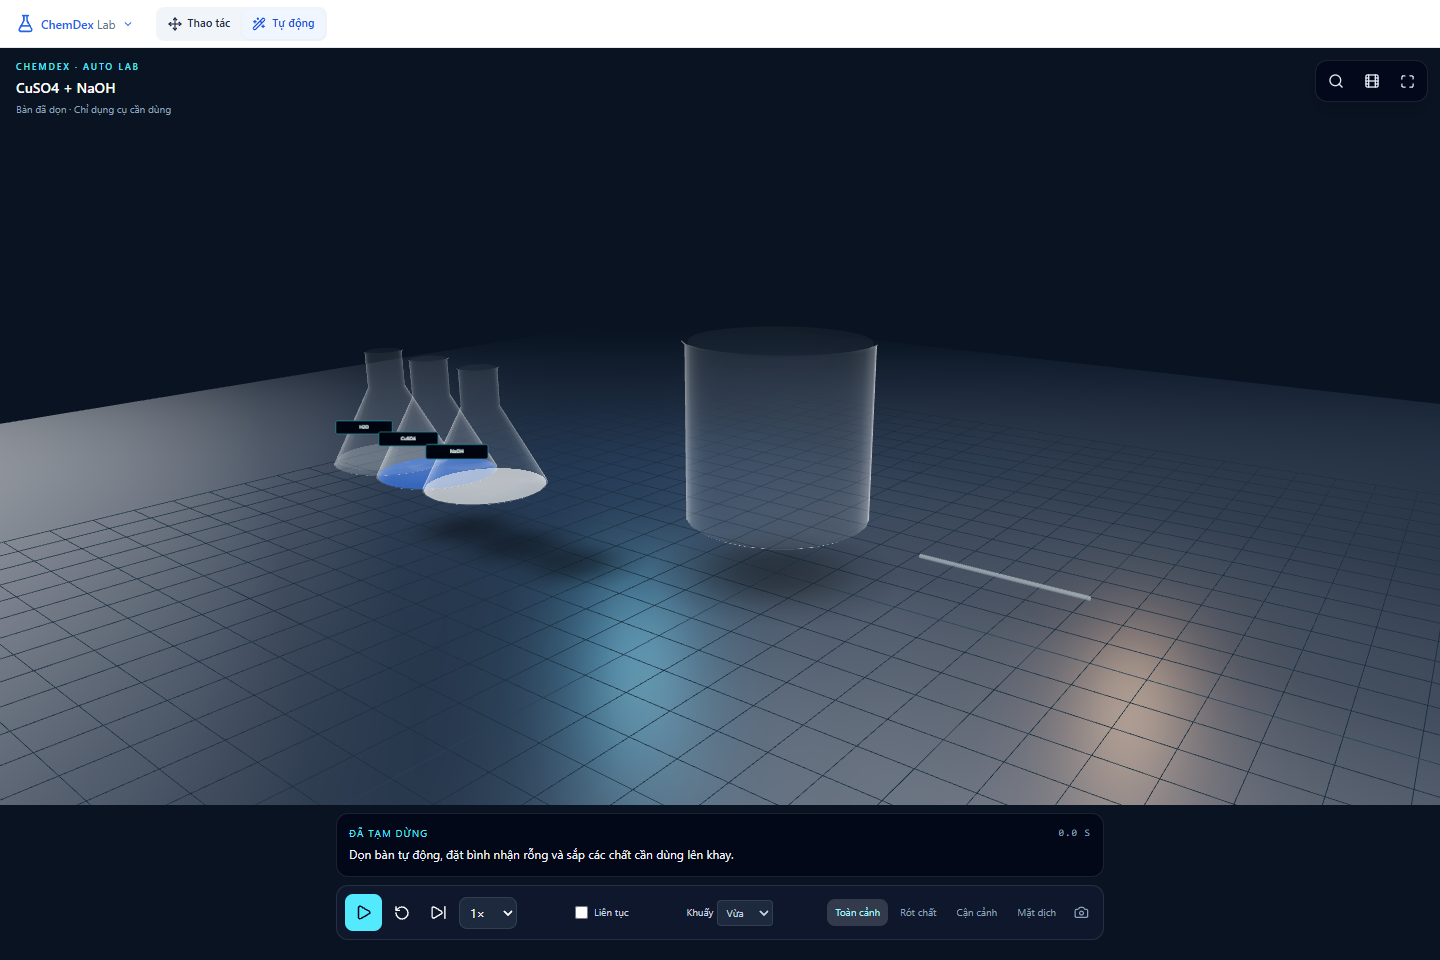 ChemDex Lab
Thao tác
Tự động
CHEMDEX · AUTO LAB
CuSO4 + NaOH
Bàn đã dọn · Chỉ dụng cụ cần dùng
H2O
CuSO4
NaOH
ĐÃ TẠM DỪNG
0.0 S
Dọn bàn tự động, đặt bình nhận rỗng và sắp các chất cần dùng lên khay.
1×
Liên tục
Khuấy
Vừa
Toàn cảnh
Rót chất
Cận cảnh
Mặt dịch